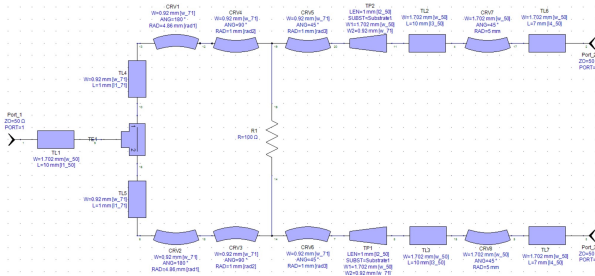 CRV1
W=0.92 mm [w_71]
ANG=180°
RAD=4.86 mm [rad1]
CRV4
W=0.92 mm [w_71]
ANG=90°
RAD=1 mm [rad2]
CRV5
W=0.92 mm [w_71]
ANG=45°
RAD=1 mm [rad3]
TP2
LEN=1 mm [l2_50]
SUBST=Substrate1
W1=1.702 mm [w_50]
W2=0.92 mm [w_71]
TL2
W=1.702 mm [w_50]
L=10 mm [l3_50]
CRV7
W=1.702 mm [w_50]
ANG=45°
RAD=5 mm
TL6
W=1.702 mm [w_50]
L=7 mm [l4_50]
TL4
W=0.92 mm [w_71]
L=1 mm [l1_71]
Port_2
ZO=50 Ω
PORT=
Port_1
ZO=50 Ω
PORT=1
TE1
1
2
R1
R=100 Ω
TL1
W=1.702 mm [w_50]
L=10 mm [l1_50]
TL5
W=0.92 mm [w_71]
L=1 mm [l1_71]
CRV2
W=0.92 mm [w_71]
ANG=180°
RAD=4.86 mm [rad1]
CRV3
W=0.92 mm [w_71]
ANG=90°
RAD=1 mm [rad2]
CRV6
W=0.92 mm [w_71]
ANG=45°
RAD=1 mm [rad3]
TP1
LEN=1 mm [l2_50]
SUBST=Substrate1
W1=1.702 mm [w_50]
W2=0.92 mm [w_71]
TL3
W=1.702 mm [w_50]
L=10 mm [l3_50]
CRV8
W=1.702 mm [w_50]
ANG=45°
RAD=5 mm
TL7
W=1.702 mm [w_50]
L=7 mm [l4_50]
ZO=50 Ω
PORT=